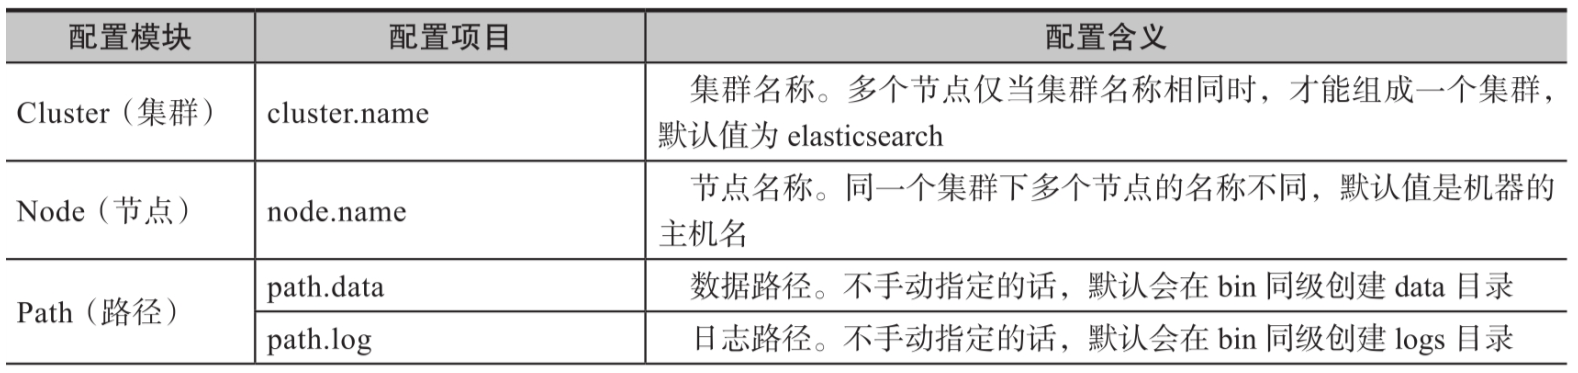 配置模块 配置项目 配置含义
Cluster（集群） cluster.name 集群名称。多个节点仅当集群名称相同时，才能组成一个集群，
默认值为 elasticsearch
Node（节点） node.name 节点名称。同一个集群下多个节点的名称不同，默认值是机器的
主机名
Path（路径） path.data 数据路径。不手动指定的话，默认会在 bin 同级创建 data 目录
path.log 日志路径。不手动指定的话，默认会在 bin 同级创建 logs 目录